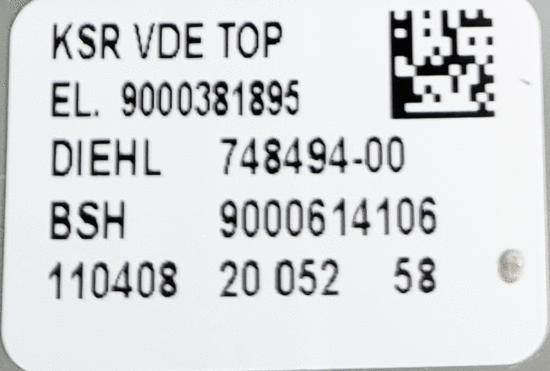 KSR VDE TOP
EL. 9000381895
DIEHL 748494-00
BSH 9000614106
110408 20 052 58